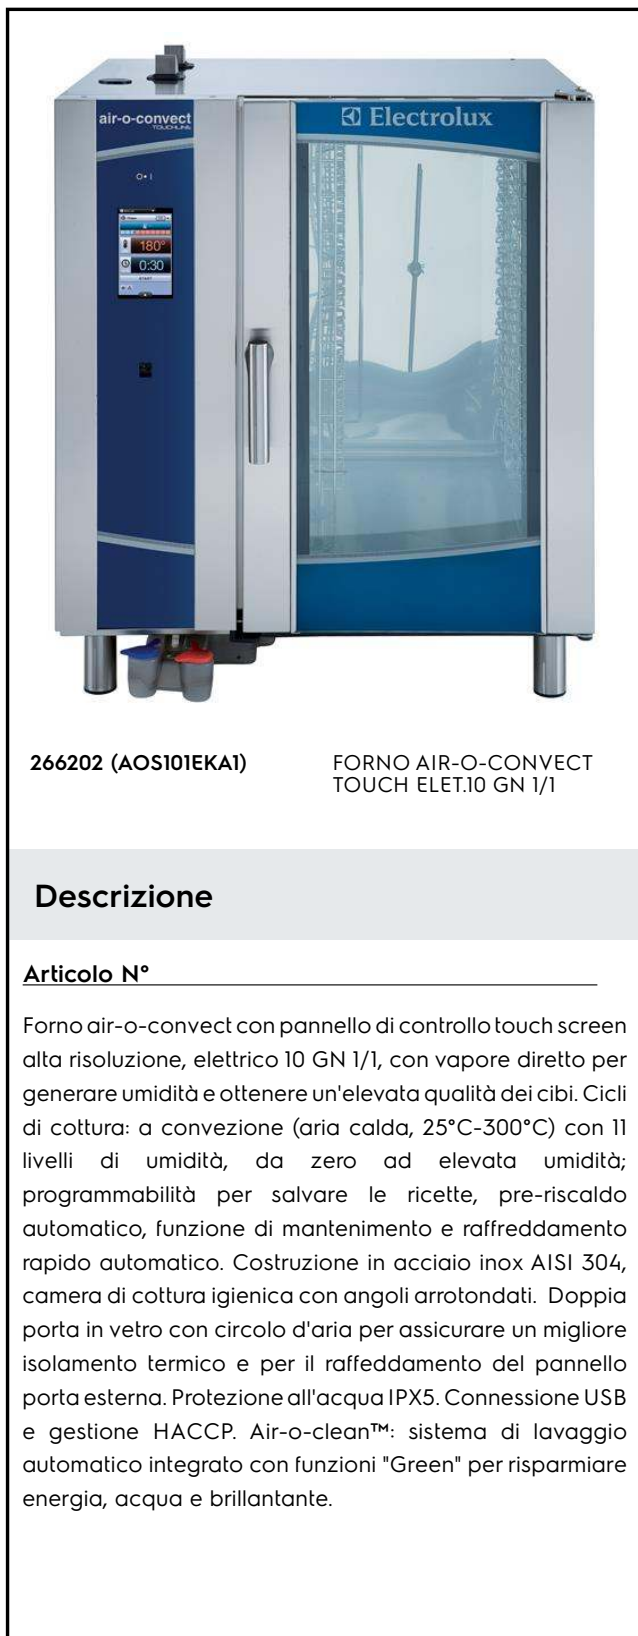 air-o-convect
TOUCHLINE
Electrolux
180°
0:30
START
266202 (AOS101EKA1)
FORNO AIR-O-CONVECT
TOUCH ELET.10 GN 1/1
Descrizione
Articolo N°
Forno air-o-convect con pannello di controllo touch screen
alta risoluzione, elettrico 10 GN 1/1, con vapore diretto per
generare umidità e ottenere un'elevata qualità dei cibi. Cicli
di cottura: a convezione (aria calda, 25°C-300°C) con 11
livelli di umidità, da zero ad elevata umidità;
programmabilità per salvare le ricette, pre-riscaldo
automatico, funzione di mantenimento e raffreddamento
rapido automatico. Costruzione in acciaio inox AISI 304,
camera di cottura igienica con angoli arrotondati. Doppia
porta in vetro con circolo d'aria per assicurare un migliore
isolamento termico e per il raffeddamento del pannello
porta esterna. Protezione all'acqua IPX5. Connessione USB
e gestione HACCP. Air-o-clean™: sistema di lavaggio
automatico integrato con funzioni "Green" per risparmiare
energia, acqua e brillantante.